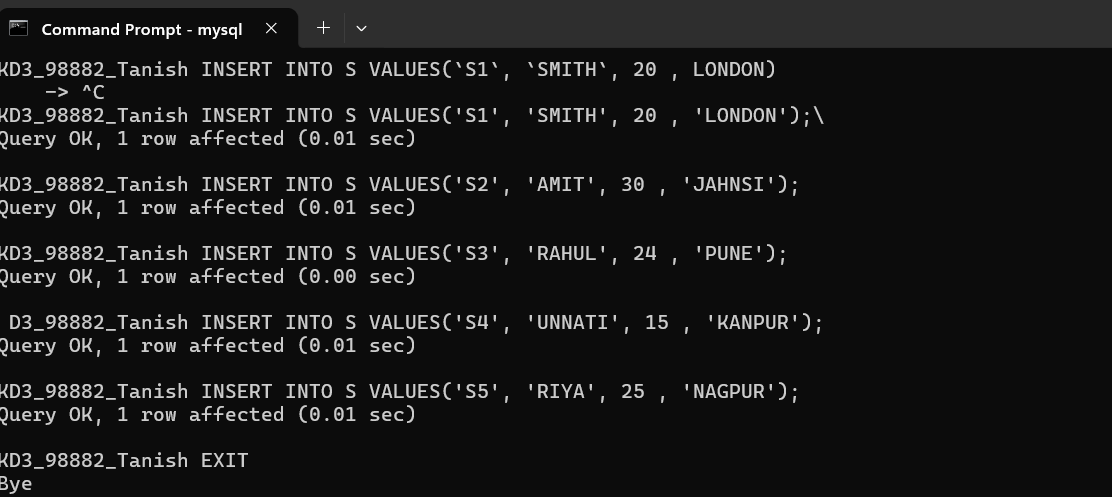 Command Prompt - mysql
KD3_98882_Tanish INSERT INTO S VALUES(`S1`, `SMITH`, 20 , LONDON)
    -> ^C
KD3_98882_Tanish INSERT INTO S VALUES('S1', 'SMITH', 20 , 'LONDON');\
Query OK, 1 row affected (0.01 sec)

KD3_98882_Tanish INSERT INTO S VALUES('S2', 'AMIT', 30 , 'JAHNSI');
Query OK, 1 row affected (0.01 sec)

KD3_98882_Tanish INSERT INTO S VALUES('S3', 'RAHUL', 24 , 'PUNE');
Query OK, 1 row affected (0.00 sec)

 D3_98882_Tanish INSERT INTO S VALUES('S4', 'UNNATI', 15 , 'KANPUR');
Query OK, 1 row affected (0.01 sec)

KD3_98882_Tanish INSERT INTO S VALUES('S5', 'RIYA', 25 , 'NAGPUR');
Query OK, 1 row affected (0.01 sec)

KD3_98882_Tanish EXIT
Bye